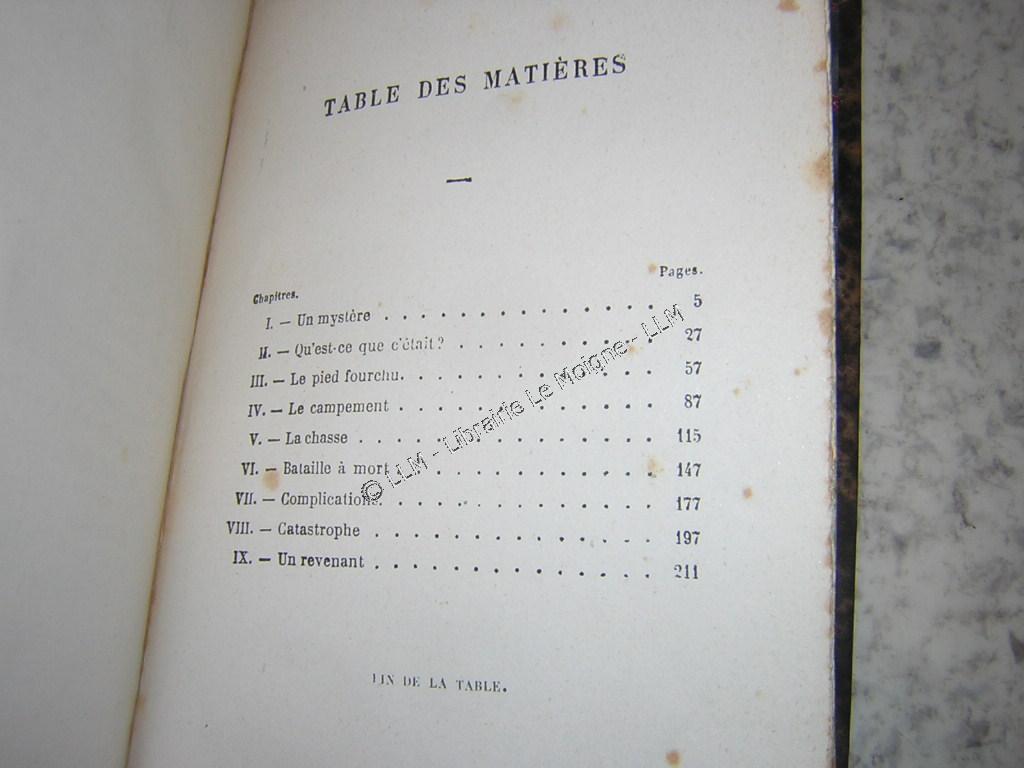 TABLE DES MATIÈRES
Chapitres. Pages.
I. — Un mystère . . . . . . . . . . . . . . 5
II. — Qu'est-ce que c'était ? . . . . . . . . . . 27
III. — Le pied fourchu. . . . . . . . . . . . 57
IV. — Le campement . . . . . . . . . . . . 87
V. — La chasse . . . . . . . . . . . . . . 115
VI. — Bataille à mort . . . . . . . . . . . . 147
VII. — Complications. . . . . . . . . . . . 177
VIII. — Catastrophe . . . . . . . . . . . . . 197
IX. — Un revenant . . . . . . . . . . . . . 211
FIN DE LA TABLE.
© LLM - Librairie Le Moigne - LLM